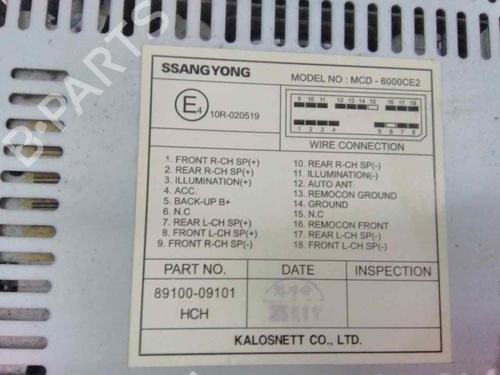 B-PARTS
SSANGYONG
MODEL NO : MCD - 6000CE2
E4
10R-020519
9 10 11 12 13 14 15 16 17 18
1 2 3 4 5 6 7 8
WIRE CONNECTION
1. FRONT R-CH SP(+)
2. REAR R-CH SP(+)
3. ILLUMINATION(+)
4. ACC.
5. BACK-UP B+
6. N.C
7. REAR L-CH SP(+)
8. FRONT L-CH SP(+)
9. FRONT R-CH SP(-)
10. REAR R-CH SP(-)
11. ILLUMINATION(-)
12. AUTO ANT.
13. REMOCON GROUND
14. GROUND
15. N.C
16. REMOCON FRONT
17. REAR L-CH SP(-)
18. FRONT L-CH SP(-)
PART NO.
DATE
INSPECTION
89100-09101
HCH
KALOSNETT CO., LTD.